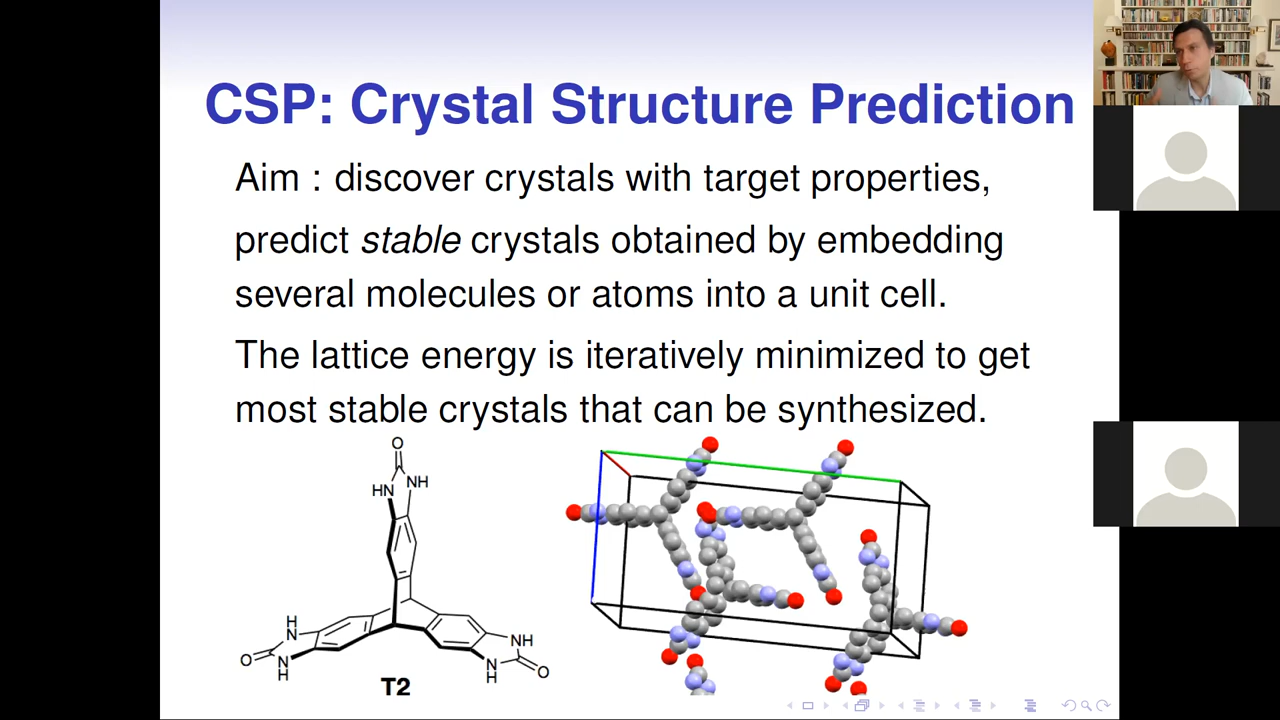 CSP: Crystal Structure Prediction
Aim : discover crystals with target properties,
predict stable crystals obtained by embedding
several molecules or atoms into a unit cell.
The lattice energy is iteratively minimized to get
most stable crystals that can be synthesized.
O
HN NH
H
N
O
N
H
NH
N
H
O
T2